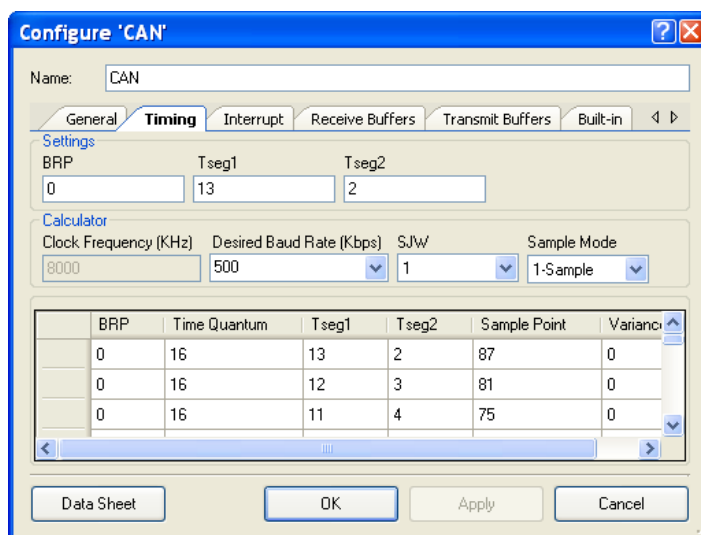 Configure 'CAN'
Name: CAN
General Timing Interrupt Receive Buffers Transmit Buffers Built-in
Settings
BRP Tseg1 Tseg2
0 13 2
Calculator
Clock Frequency (KHz) Desired Baud Rate (Kbps) SJW Sample Mode
8000 500 1 1-Sample
BRP Time Quantum Tseg1 Tseg2 Sample Point Varianc
0 16 13 2 87 0
0 16 12 3 81 0
0 16 11 4 75 0
Data Sheet OK Apply Cancel